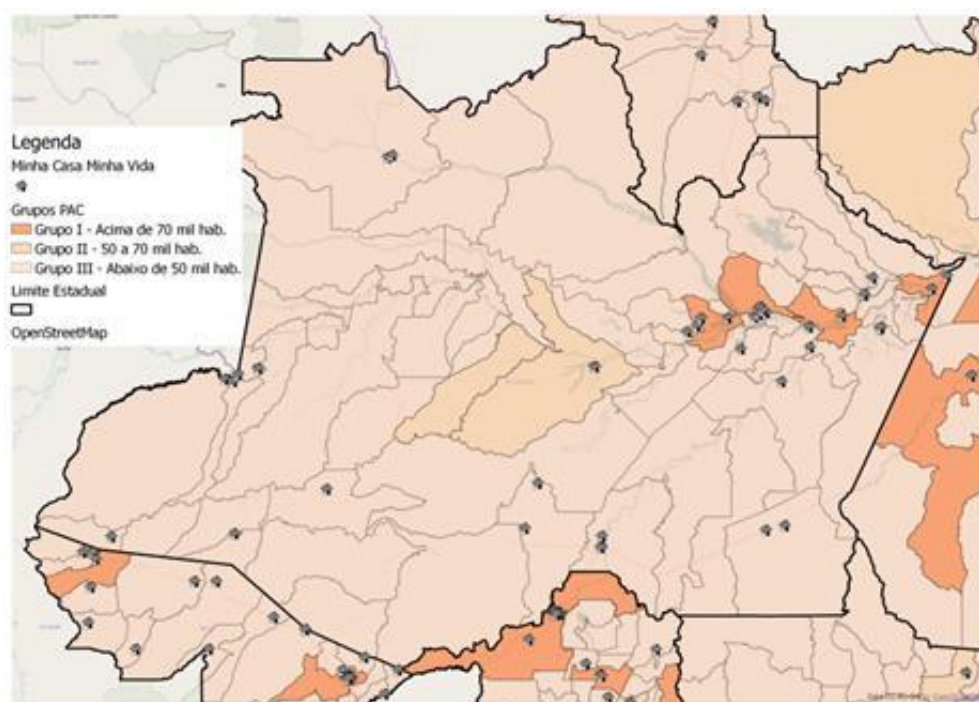 Legenda
Minha Casa Minha Vida
Grupos PAC
Grupo I - Acima de 70 mil hab.
Grupo II - 50 a 70 mil hab.
Grupo III - Abaixo de 50 mil hab.
Limite Estadual
OpenStreetMap